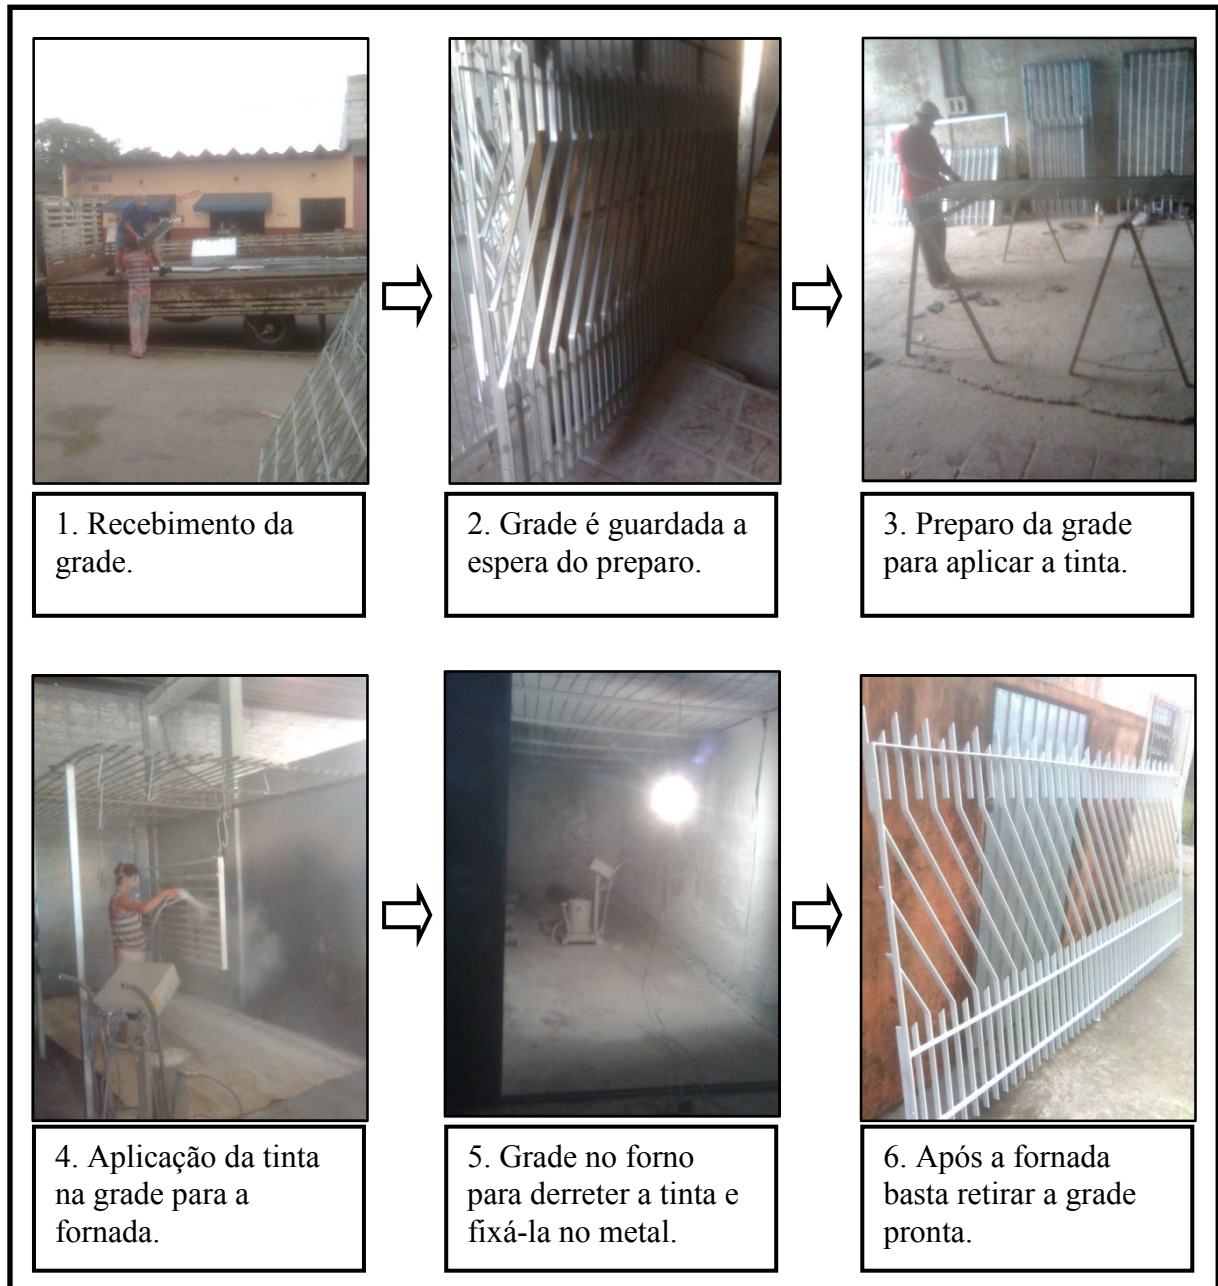 1. Recebimento da
grade.
2. Grade é guardada a
espera do preparo.
3. Preparo da grade
para aplicar a tinta.
4. Aplicação da tinta
na grade para a
fornada.
5. Grade no forno
para derreter a tinta e
fixá-la no metal.
6. Após a fornada
basta retirar a grade
pronta.